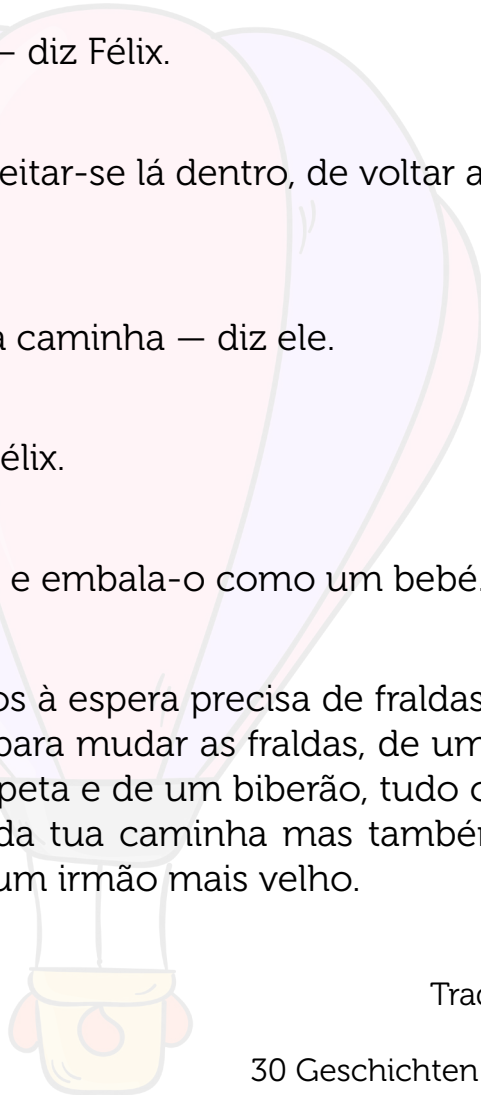 – diz Félix.
eitar-se lá dentro, de voltar a
caminha — diz ele.
élix.
e embala-o como um bebé.
os à espera precisa de fraldas
para mudar as fraldas, de um
peta e de um biberão, tudo
da tua caminha mas também
um irmão mais velho.
Trad
30 Geschichten